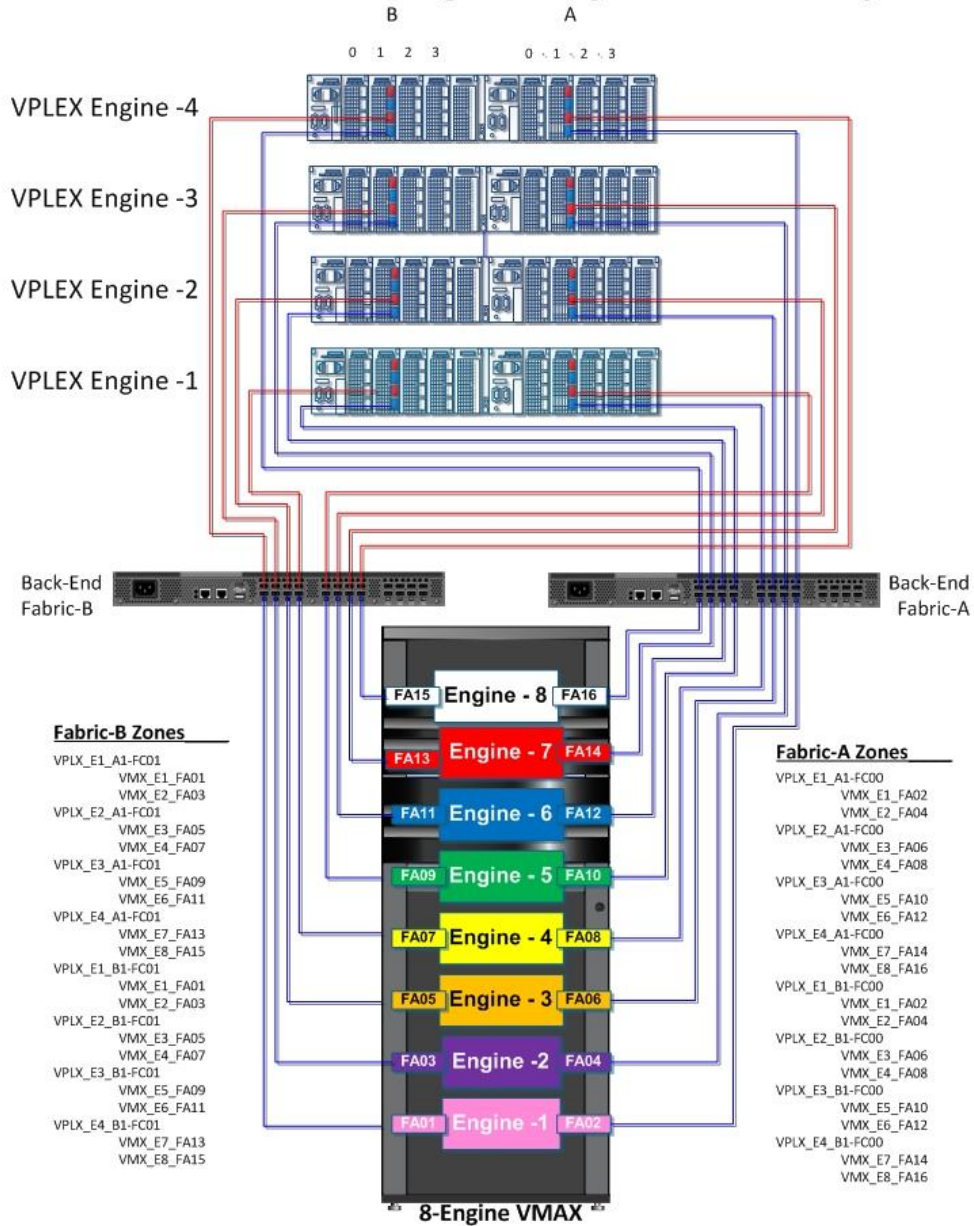 B A
0 1 2 3 0 1 2 3
VPLEX Engine -4
VPLEX Engine -3
VPLEX Engine -2
VPLEX Engine -1
Back-End
Fabric-B
Back-End
Fabric-A
FA15 Engine - 8 FA16
FA13 Engine - 7 FA14
FA11 Engine - 6 FA12
FA09 Engine - 5 FA10
FA07 Engine - 4 FA08
FA05 Engine - 3 FA06
FA03 Engine -2 FA04
FA01 Engine -1 FA02
8-Engine VMAX
Fabric-B Zones
VPLX_E1_A1-FC01
VMX_E1_FA01
VMX_E2_FA03
VPLX_E2_A1-FC01
VMX_E3_FA05
VMX_E4_FA07
VPLX_E3_A1-FC01
VMX_E5_FA09
VMX_E6_FA11
VPLX_E4_A1-FC01
VMX_E7_FA13
VMX_E8_FA15
VPLX_E1_B1-FC01
VMX_E1_FA01
VMX_E2_FA03
VPLX_E2_B1-FC01
VMX_E3_FA05
VMX_E4_FA07
VPLX_E3_B1-FC01
VMX_E5_FA09
VMX_E6_FA11
VPLX_E4_B1-FC01
VMX_E7_FA13
VMX_E8_FA15
Fabric-A Zones
VPLX_E1_A1-FC00
VMX_E1_FA02
VMX_E2_FA04
VPLX_E2_A1-FC00
VMX_E3_FA06
VMX_E4_FA08
VPLX_E3_A1-FC00
VMX_E5_FA10
VMX_E6_FA12
VPLX_E4_A1-FC00
VMX_E7_FA14
VMX_E8_FA16
VPLX_E1_B1-FC00
VMX_E1_FA02
VMX_E2_FA04
VPLX_E2_B1-FC00
VMX_E3_FA06
VMX_E4_FA08
VPLX_E3_B1-FC00
VMX_E5_FA10
VMX_E6_FA12
VPLX_E4_B1-FC00
VMX_E7_FA14
VMX_E8_FA16